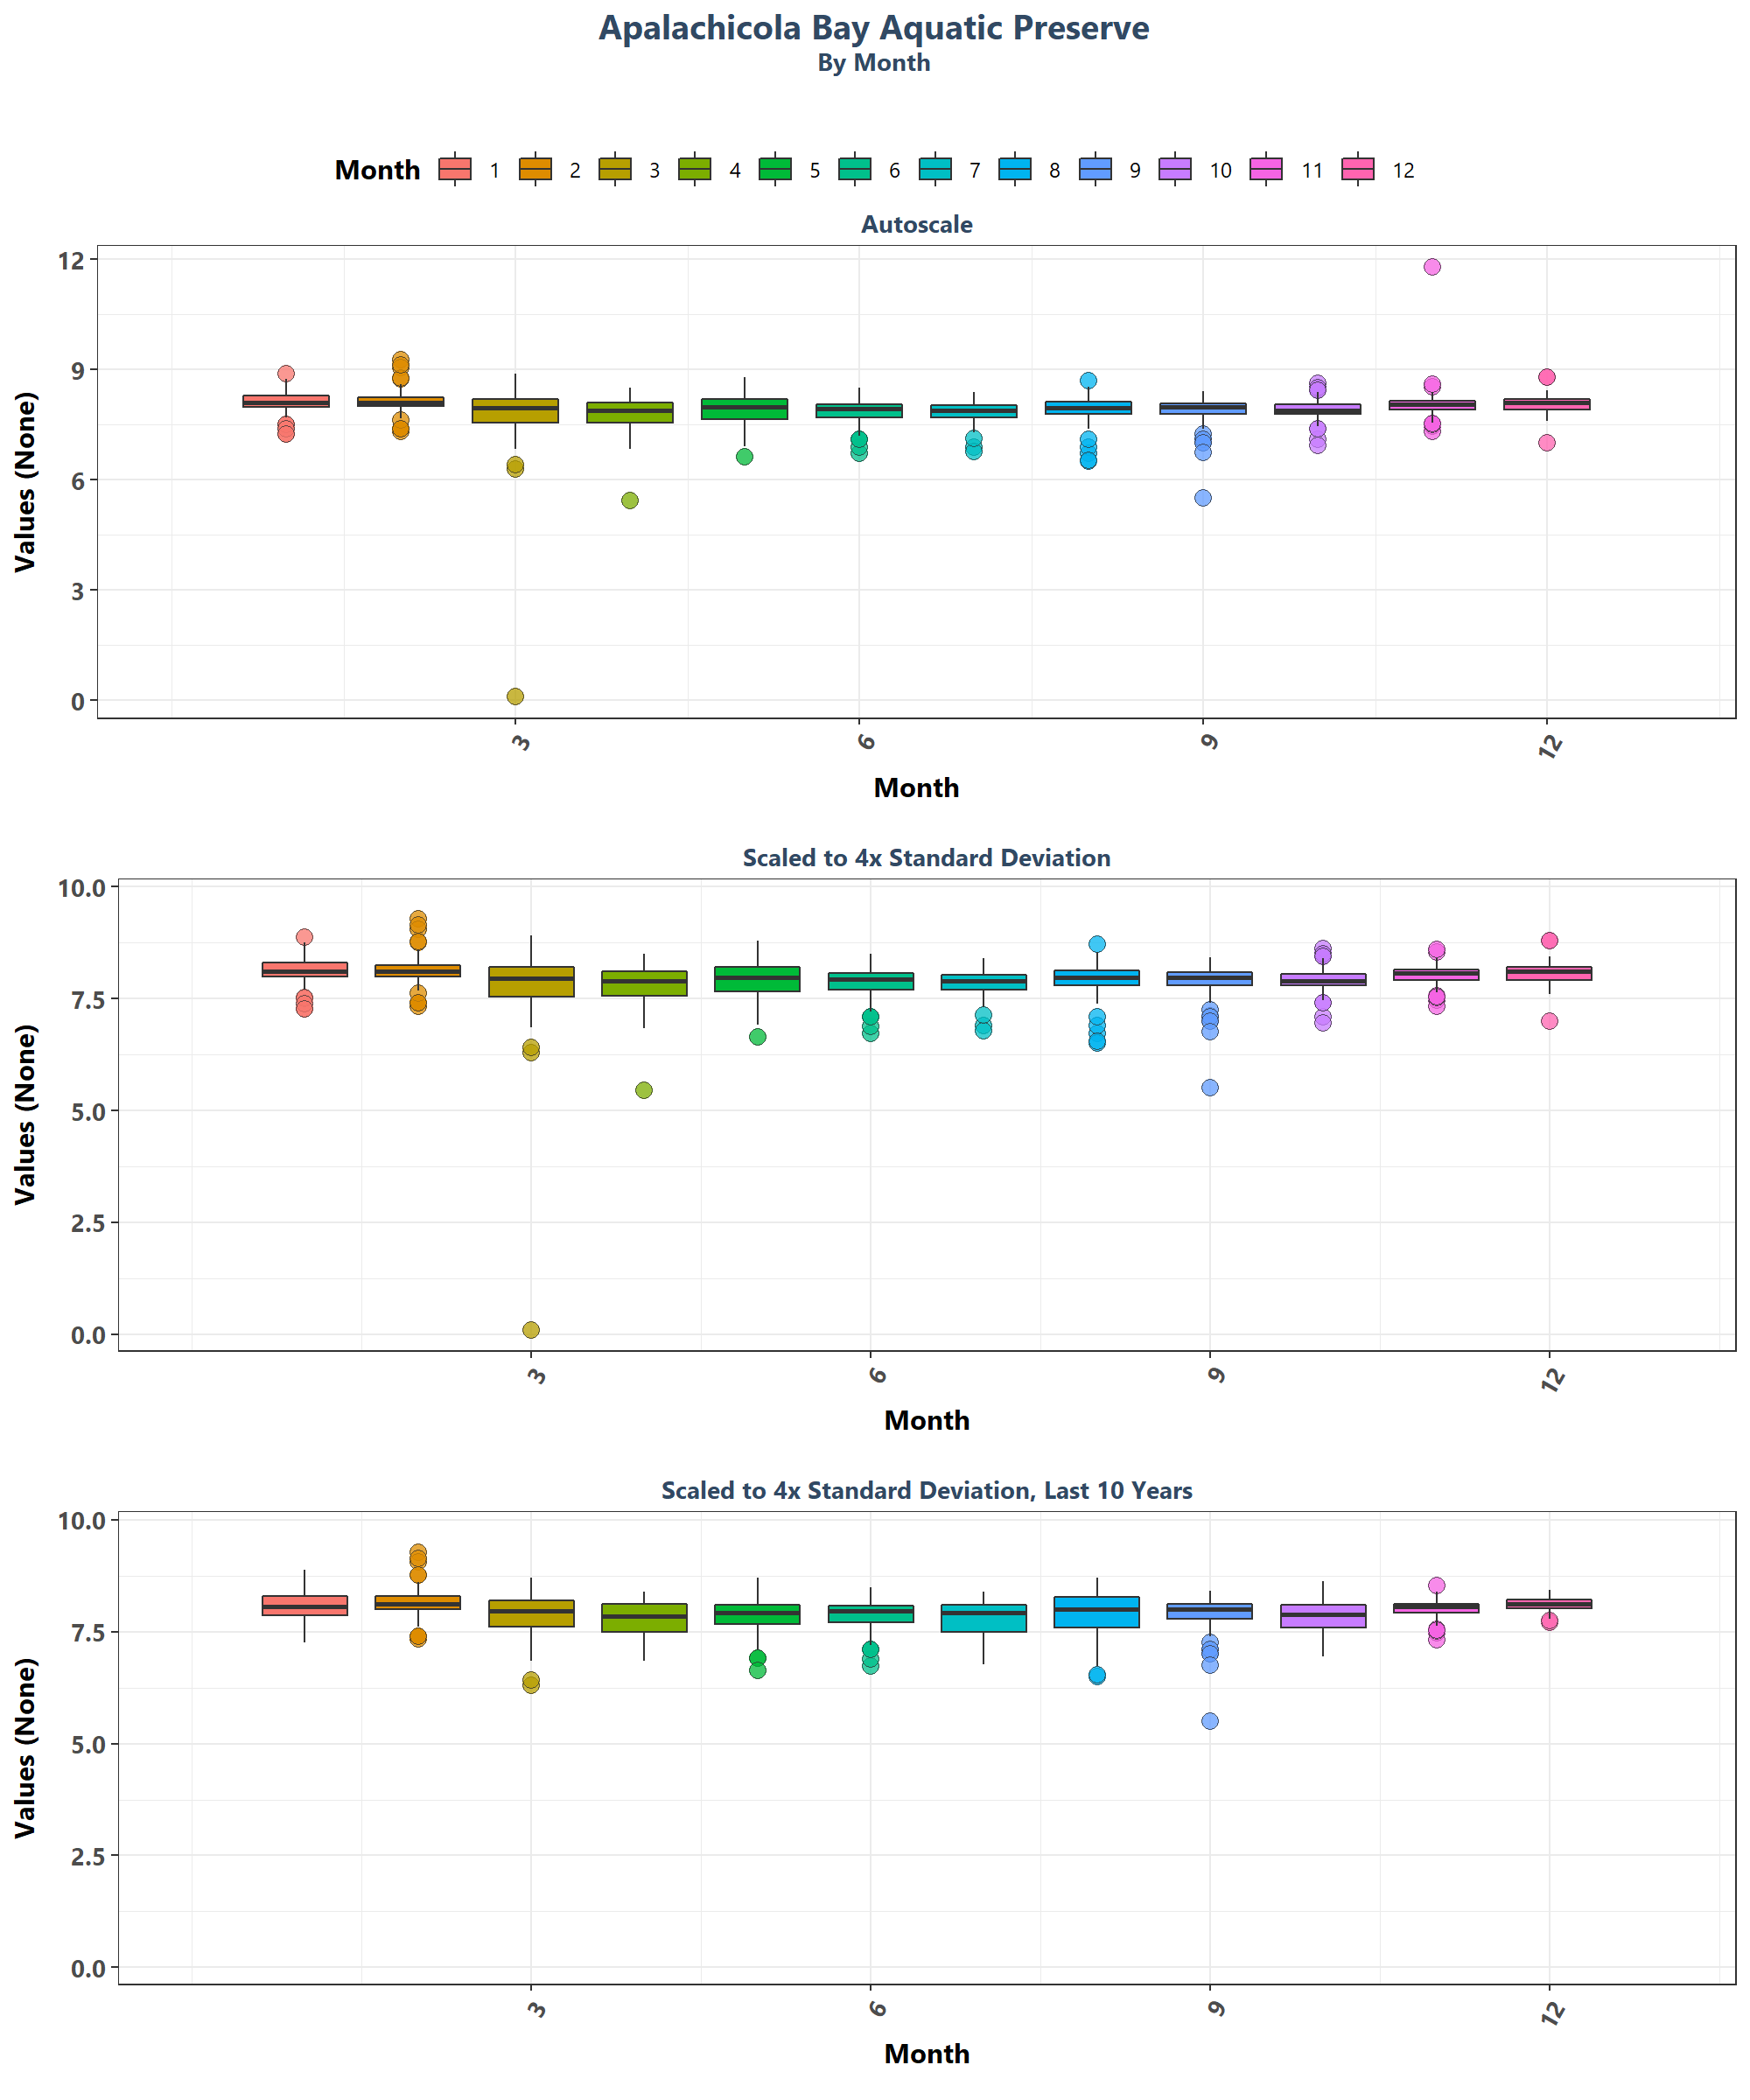 Apalachicola Bay Aquatic Preserve
By Month
Month 1 2 3 4 5 6 7 8 9 10 11 12
Autoscale
Values (None)
12
9
6
3
0
3 6 9 12
Month
Scaled to 4x Standard Deviation
Values (None)
10.0
7.5
5.0
2.5
0.0
3 6 9 12
Month
Scaled to 4x Standard Deviation, Last 10 Years
Values (None)
10.0
7.5
5.0
2.5
0.0
3 6 9 12
Month